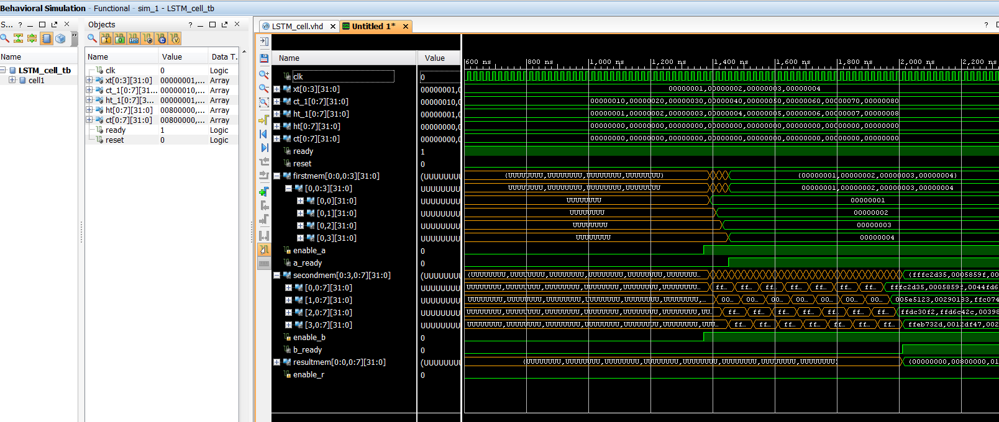 Behavioral Simulation - Functional - sim_1 - LSTM_cell_tb
S... ? Objects ?
LSTM_cell.vhd Untitled 1* ?
Name
LSTM_cell_tb
cell1
Name Value Data T.
clk 0 Logic
xt[0:3][31:0] 00000001,... Array
ct_1[0:7][31... 00000010,... Array
ht_1[0:7][3... 00000001,... Array
ht[0:7][31:0] 00800000,... Array
ct[0:7][31:0] 00800000,... Array
ready 1 Logic
reset 0 Logic
Name Value
600 ns 800 ns 1,000 ns 1,200 ns 1,400 ns 1,600 ns 1,800 ns 2,000 ns 2,200 ns
clk 0
xt[0:3][31:0] 00000001,0 00000001,00000002,00000003,00000004
ct_1[0:7][31:0] 00000010,0 00000010,00000020,00000030,00000040,00000050,00000060,00000070,00000080
ht_1[0:7][31:0] 00000001,0 00000001,00000002,00000003,00000004,00000005,00000006,00000007,00000008
ht[0:7][31:0] 00000000,0 00000000,00000000,00000000,00000000,00000000,00000000,00000000,00000000
ct[0:7][31:0] 00000000,0 00000000,00000000,00000000,00000000,00000000,00000000,00000000,00000000
ready 1
reset 0
firstmem[0:0,0:3][31:0] (UUUUUUUU (UUUUUUUU,UUUUUUUU,UUUUUUUU,UUUUUUUU) (00000001,00000002,00000003,00000004)
[0,0:3][31:0] UUUUUUUU UUUUUUUU,UUUUUUUU,UUUUUUUU,UUUUUUUU 00000001,00000002,00000003,00000004
[0,0][31:0] UUUUUUUU UUUUUUUU 00000001
[0,1][31:0] UUUUUUUU UUUUUUUU 00000002
[0,2][31:0] UUUUUUUU UUUUUUUU 00000003
[0,3][31:0] UUUUUUUU UUUUUUUU 00000004
enable_a 0
a_ready 0
secondmem[0:3,0:7][31:0] (UUUUUUUU (UUUUUUUU,UUUUUUUU,UUUUUUUU,UUUUUUUU,UUUUUUUU,UUUUUUU... (fffc2d35,0005859f,0
[0,0:7][31:0] UUUUUUUU UUUUUUUU,UUUUUUUU,UUUUUUUU,UUUUUUUU,UUUUUUUU,UUUUUUUU,... ff... ff... ff... ff... ff... ff... ff... fffc2d35,0005859f,0044fd6
[1,0:7][31:0] UUUUUUUU UUUUUUUU,UUUUUUUU,UUUUUUUU,UUUUUUUU,UUUUUUUU,UUUUUUUU,... 00... 00... 00... 00... 00... 00... 00... 005e5123,00290183,ffc074
[2,0:7][31:0] UUUUUUUU UUUUUUUU,UUUUUUUU,UUUUUUUU,UUUUUUUU,UUUUUUUU,UUUUUUUU,UU... ff... ff... ff... ff... ff... ff... ff... ffdc30f2,ffd6c42c,00398
[3,0:7][31:0] UUUUUUUU UUUUUUUU,UUUUUUUU,UUUUUUUU,UUUUUUUU,UUUUUUUU,UUUUUUUU,UUU... ff... ff... ff... ff... ff... ff... ff... ffeb732d,0012df47,002
enable_b 0
b_ready 0
resultmem[0:0,0:7][31:0] (UUUUUUUU (UUUUUUUU,UUUUUUUU,UUUUUUUU,UUUUUUUU,UUUUUUUU,UUUUUUUU,UUUUUUUU,UUUUUUUU) (00000000,00800000,01
enable_r 0